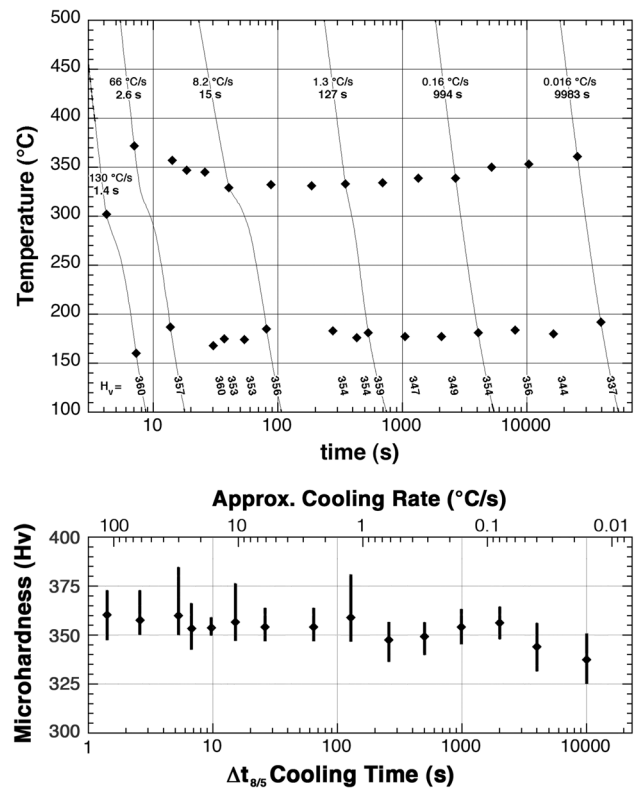 500
450
400
350
300
250
200
150
100
Temperature (°C)
66 °C/s
2.6 s
8.2 °C/s
15 s
1.3 °C/s
127 s
0.16 °C/s
994 s
0.016 °C/s
9983 s
130 °C/s
1.4 s
Hv= 360 357 360 353 353 356 354 354 359 347 349 354 356 344 337
10 100 1000 10000
time (s)
Approx. Cooling Rate (°C/s)
100 10 1 0.1 0.01
400
375
350
325
300
Microhardness (Hv)
1 10 100 1000 10000
Δt8/5 Cooling Time (s)